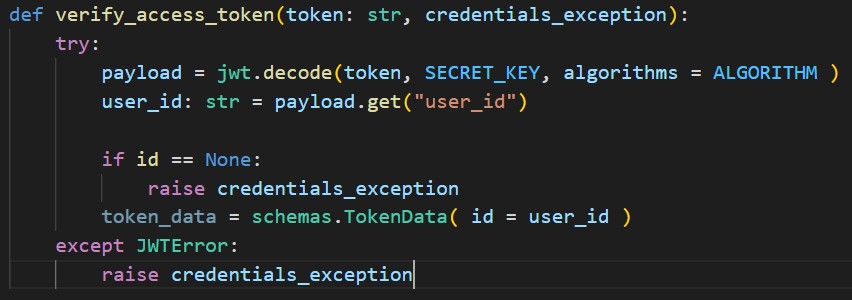 def verify_access_token(token: str, credentials_exception):
    try:
        payload = jwt.decode(token, SECRET_KEY, algorithms = ALGORITHM )
        user_id: str = payload.get("user_id")

        if id == None:
            raise credentials_exception
        token_data = schemas.TokenData( id = user_id )
    except JWTError:
        raise credentials_exception